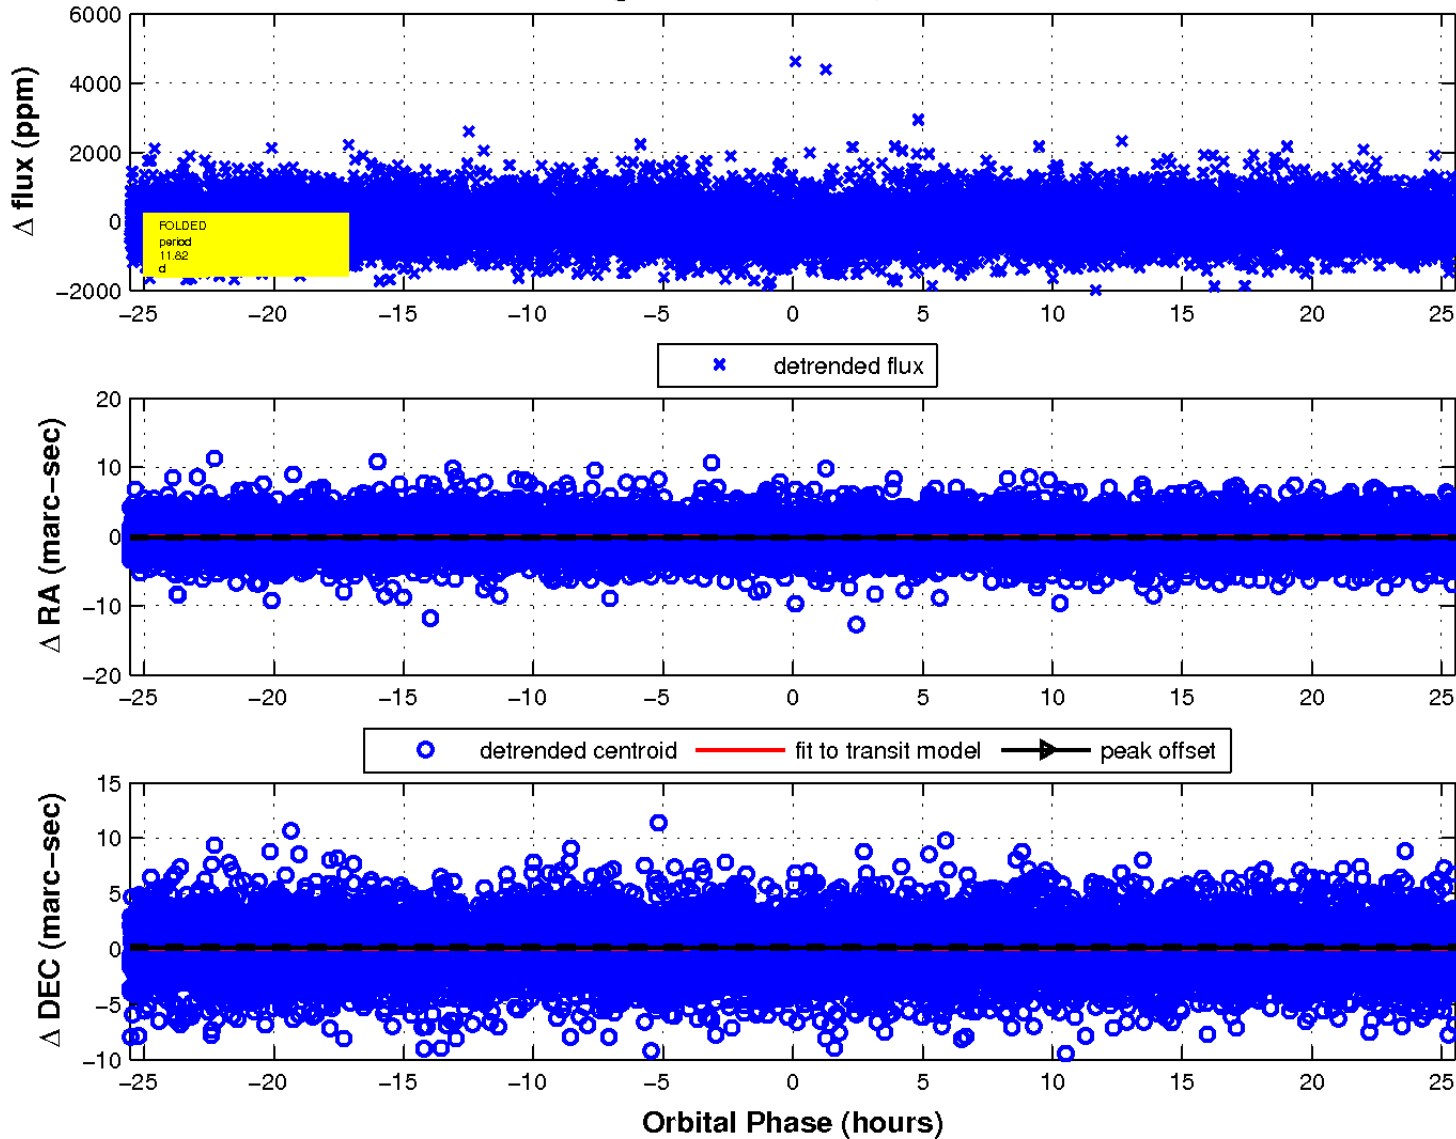 6000
4000
2000
0
−2000
Δ flux (ppm)
FOLDED
period
11.82
d
−25 −20 −15 −10 −5 0 5 10 15 20 25
detrended flux
20
10
0
−10
−20
Δ RA (marc−sec)
−25 −20 −15 −10 −5 0 5 10 15 20 25
detrended centroid fit to transit model peak offset
15
10
5
0
−5
−10
Δ DEC (marc−sec)
−25 −20 −15 −10 −5 0 5 10 15 20 25
Orbital Phase (hours)